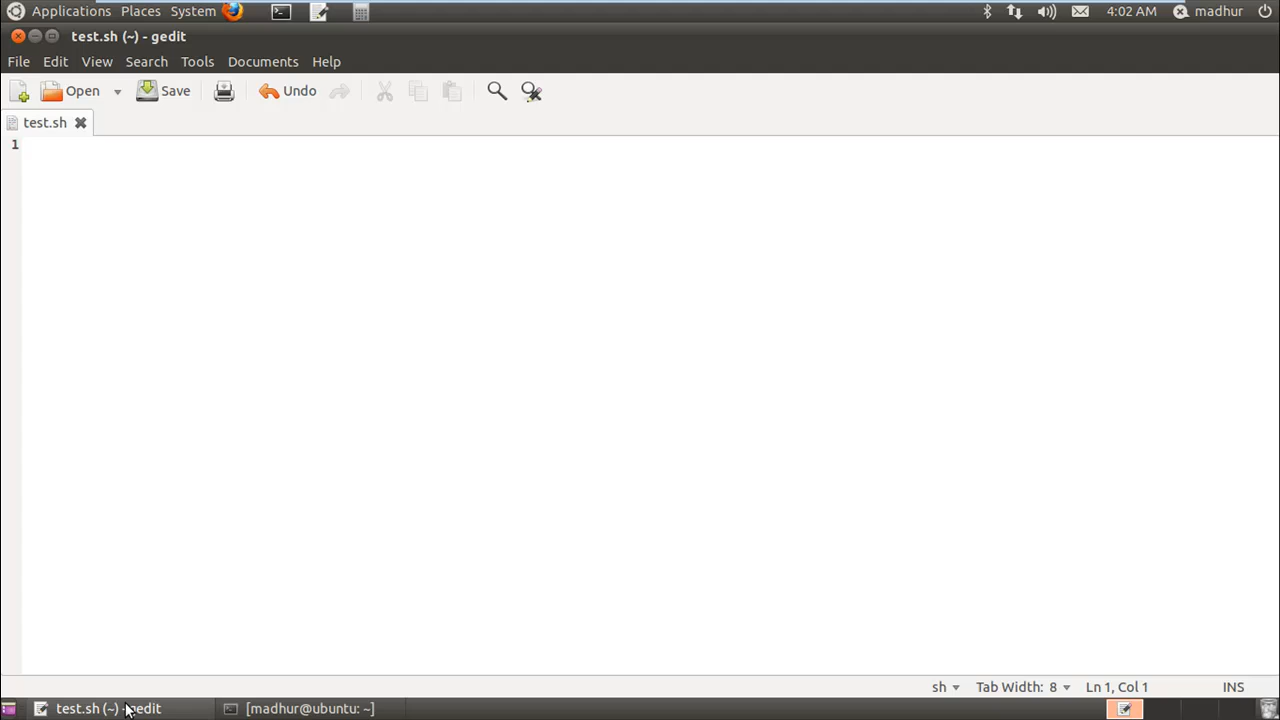 Applications Places System 4:02 AM madhur
test.sh (~) - gedit
File Edit View Search Tools Documents Help
Open Save Undo
test.sh
1
sh Tab Width: 8 Ln 1, Col 1 INS
test.sh (~) - gedit [madhur@ubuntu: ~]